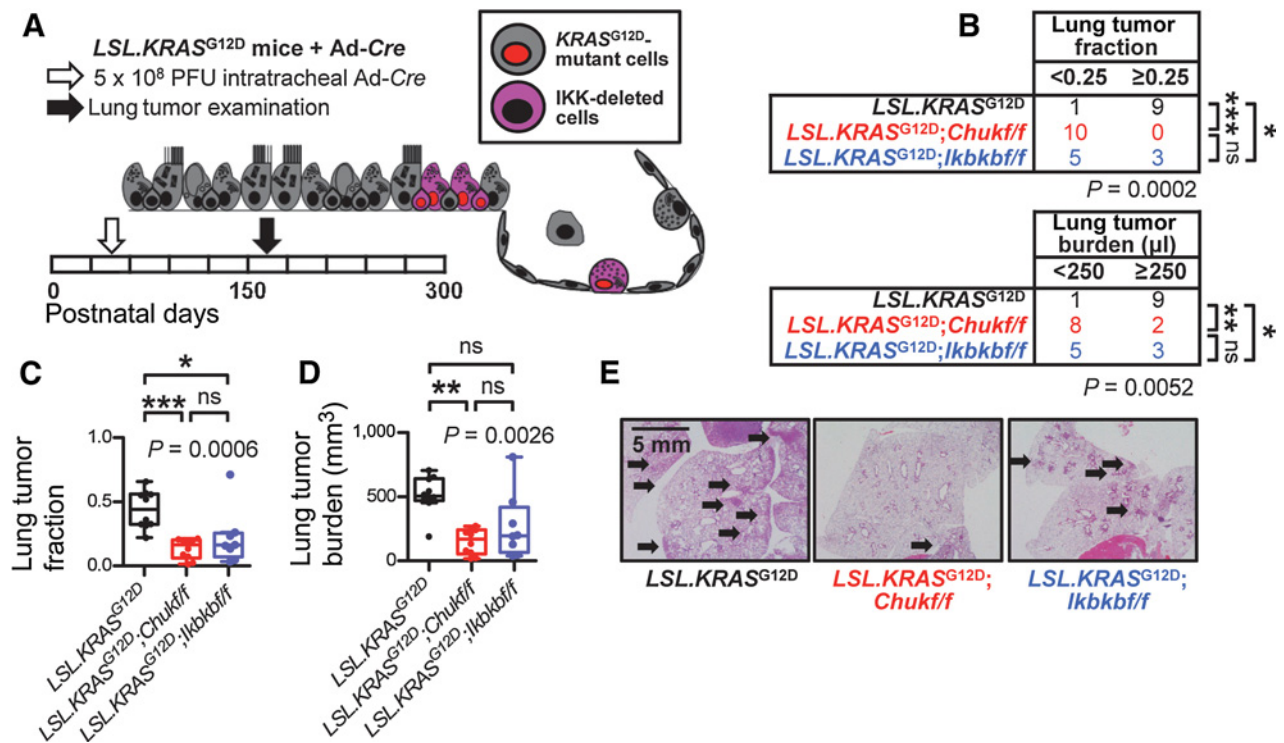 A
LSL.KRASG12D mice + Ad-Cre
5 x 10⁸ PFU intratracheal Ad-Cre
Lung tumor examination
KRASG12D-
mutant cells
IKK-deleted
cells
0
150
300
Postnatal days
B
Lung tumor
fraction
<0.25 ≥0.25
LSL.KRASG12D 1 9
LSL.KRASG12D;Chukf/f 10 0
LSL.KRASG12D;Ikbkbf/f 5 3
***
ns
*
P = 0.0002
Lung tumor
burden (µl)
<250 ≥250
LSL.KRASG12D 1 9
LSL.KRASG12D;Chukf/f 8 2
LSL.KRASG12D;Ikbkbf/f 5 3
**
ns
*
P = 0.0052
C
*
*** ns
P = 0.0006
Lung tumor
fraction
1.0
0.5
0.0
LSL.KRASG12D
LSL.KRASG12D;Chukf/f
LSL.KRASG12D;Ikbkbf/f
D
ns
** ns
P = 0.0026
Lung tumor
burden (mm³)
1,000
500
0
LSL.KRASG12D
LSL.KRASG12D;Chukf/f
LSL.KRASG12D;Ikbkbf/f
E
5 mm
LSL.KRASG12D
LSL.KRASG12D;
Chukf/f
LSL.KRASG12D;
Ikbkbf/f